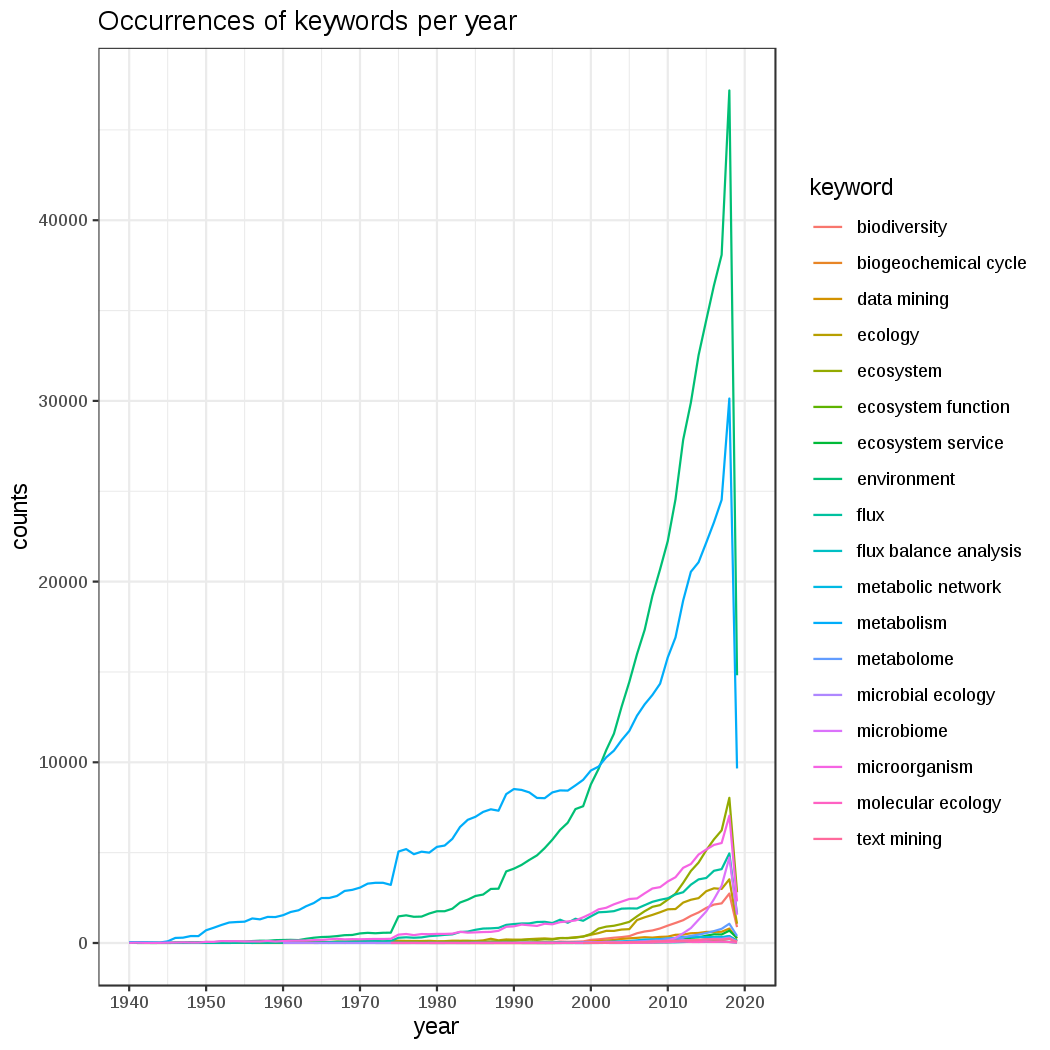 Occurrences of keywords per year
counts
40000
30000
20000
10000
0
1940 1950 1960 1970 1980 1990 2000 2010 2020
year
keyword
biodiversity
biogeochemical cycle
data mining
ecology
ecosystem
ecosystem function
ecosystem service
environment
flux
flux balance analysis
metabolic network
metabolism
metabolome
microbial ecology
microbiome
microorganism
molecular ecology
text mining